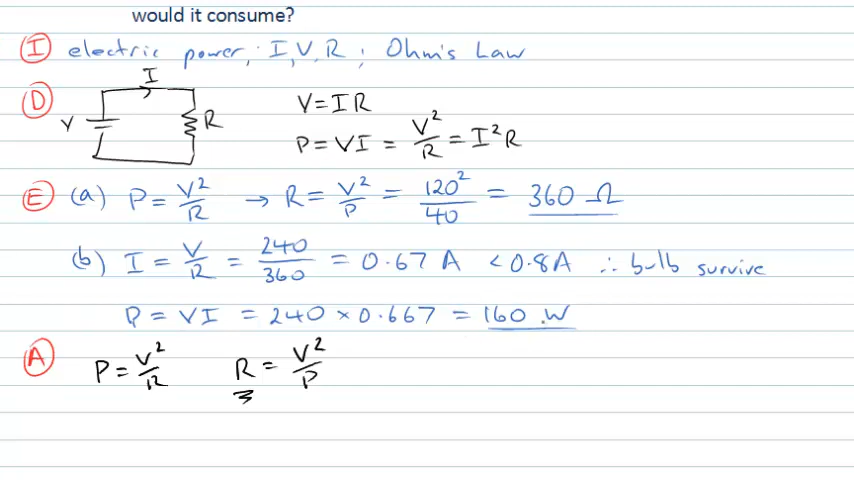 would it consume?
I electric power, I, V, R ; Ohm's Law
D I V R V = IR
P = VI = V²/R = I²R
E (a) P = V²/R → R = V²/P = 120²/40 = 360 Ω
(b) I = V/R = 240/360 = 0.67 A < 0.8A ∴ bulb survive
P = VI = 240 × 0.667 = 160 W
A P = V²/R R = V²/P